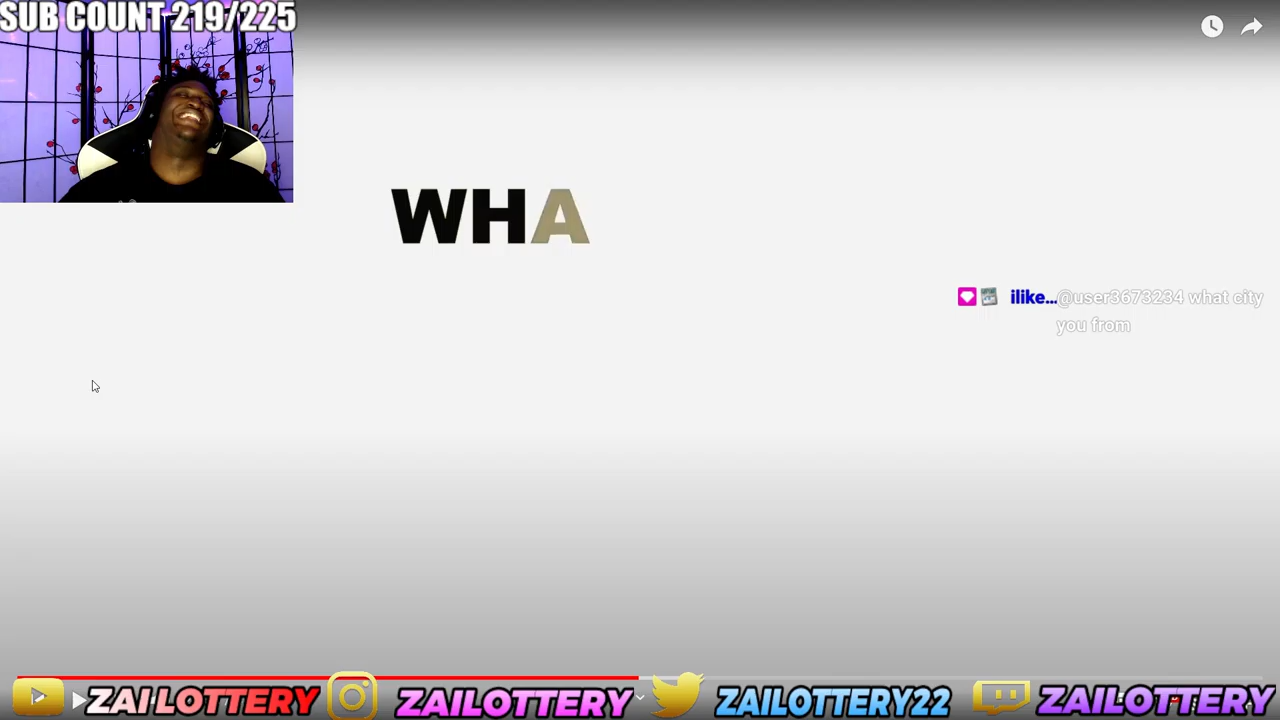 SUB COUNT 219/225
WHA
ilike...@user3673234 what city
you from
ZAILOTTERY
ZAILOTTERY
ZAILOTTERY22
ZAILOTTERY